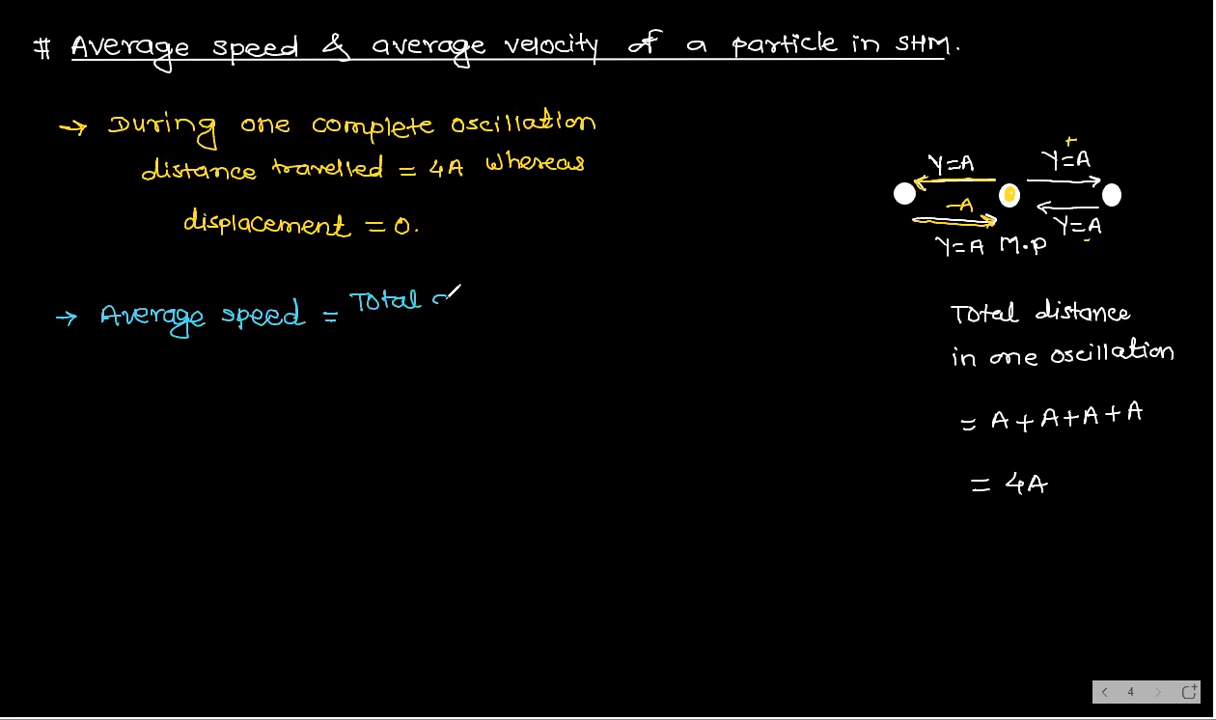 # Average speed & average velocity of a particle in SHM.
→ During one complete oscillation
distance travelled = 4A whereas
displacement = 0.
→ Average speed = Total
Y=A
+
Y=A
-A
Y=A
Y=A
-
M.P
Total distance
in one oscillation
= A + A + A + A
= 4A
< 4 >